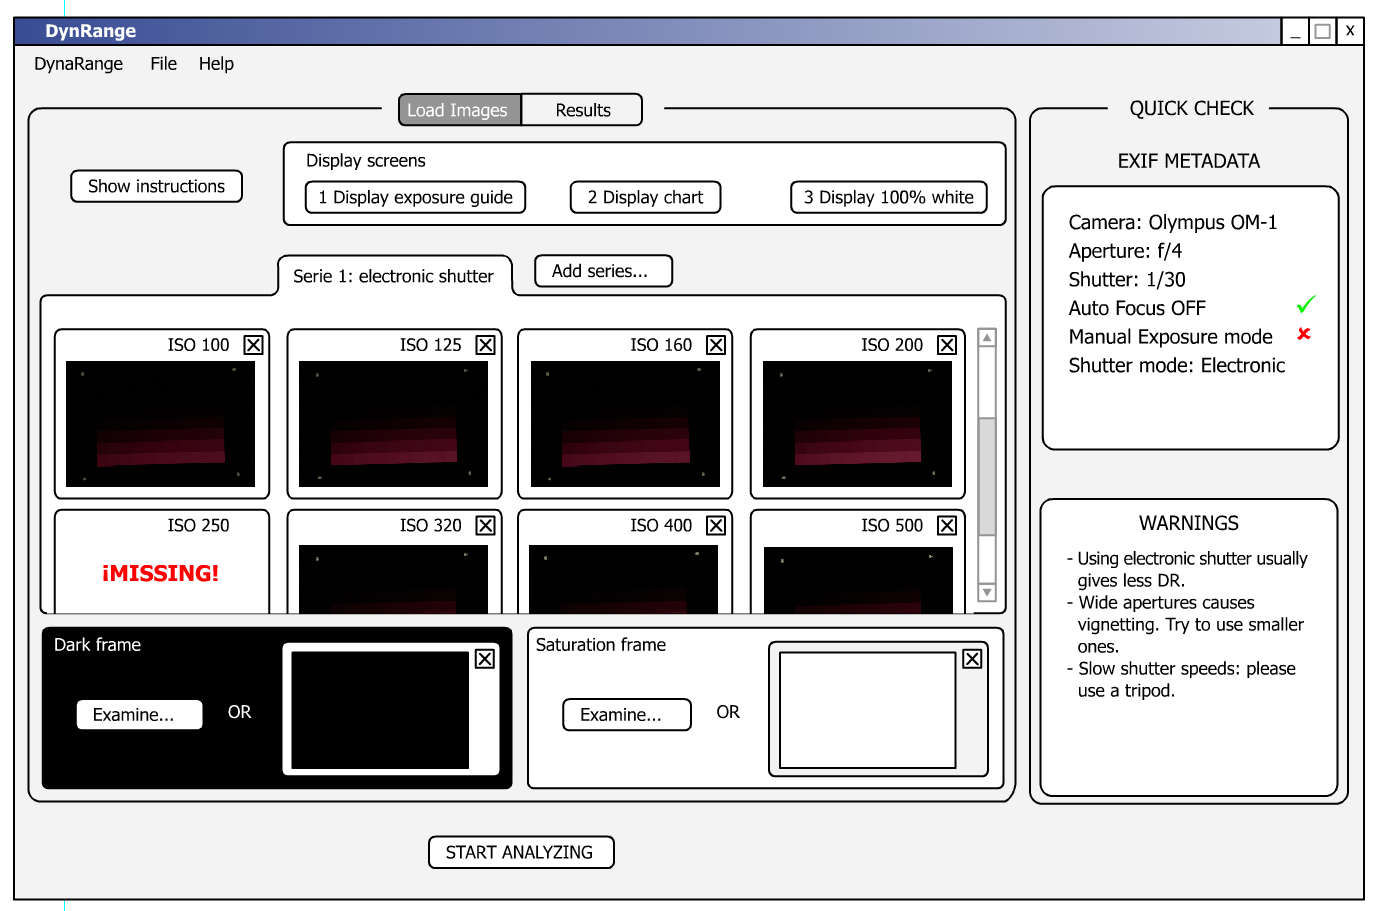 DynRange
_ X
DynaRange File Help
Load Images Results
Show instructions
Display screens
1 Display exposure guide 2 Display chart 3 Display 100% white
Serie 1: electronic shutter Add series...
ISO 100 ISO 125 ISO 160 ISO 200
ISO 250 ISO 320 ISO 400 ISO 500
¡MISSING!
Dark frame
Examine... OR
Saturation frame
Examine... OR
START ANALYZING
QUICK CHECK
EXIF METADATA
Camera: Olympus OM-1
Aperture: f/4
Shutter: 1/30
Auto Focus OFF ✓
Manual Exposure mode ✘
Shutter mode: Electronic
WARNINGS
- Using electronic shutter usually
gives less DR.
- Wide apertures causes
vignetting. Try to use smaller
ones.
- Slow shutter speeds: please
use a tripod.